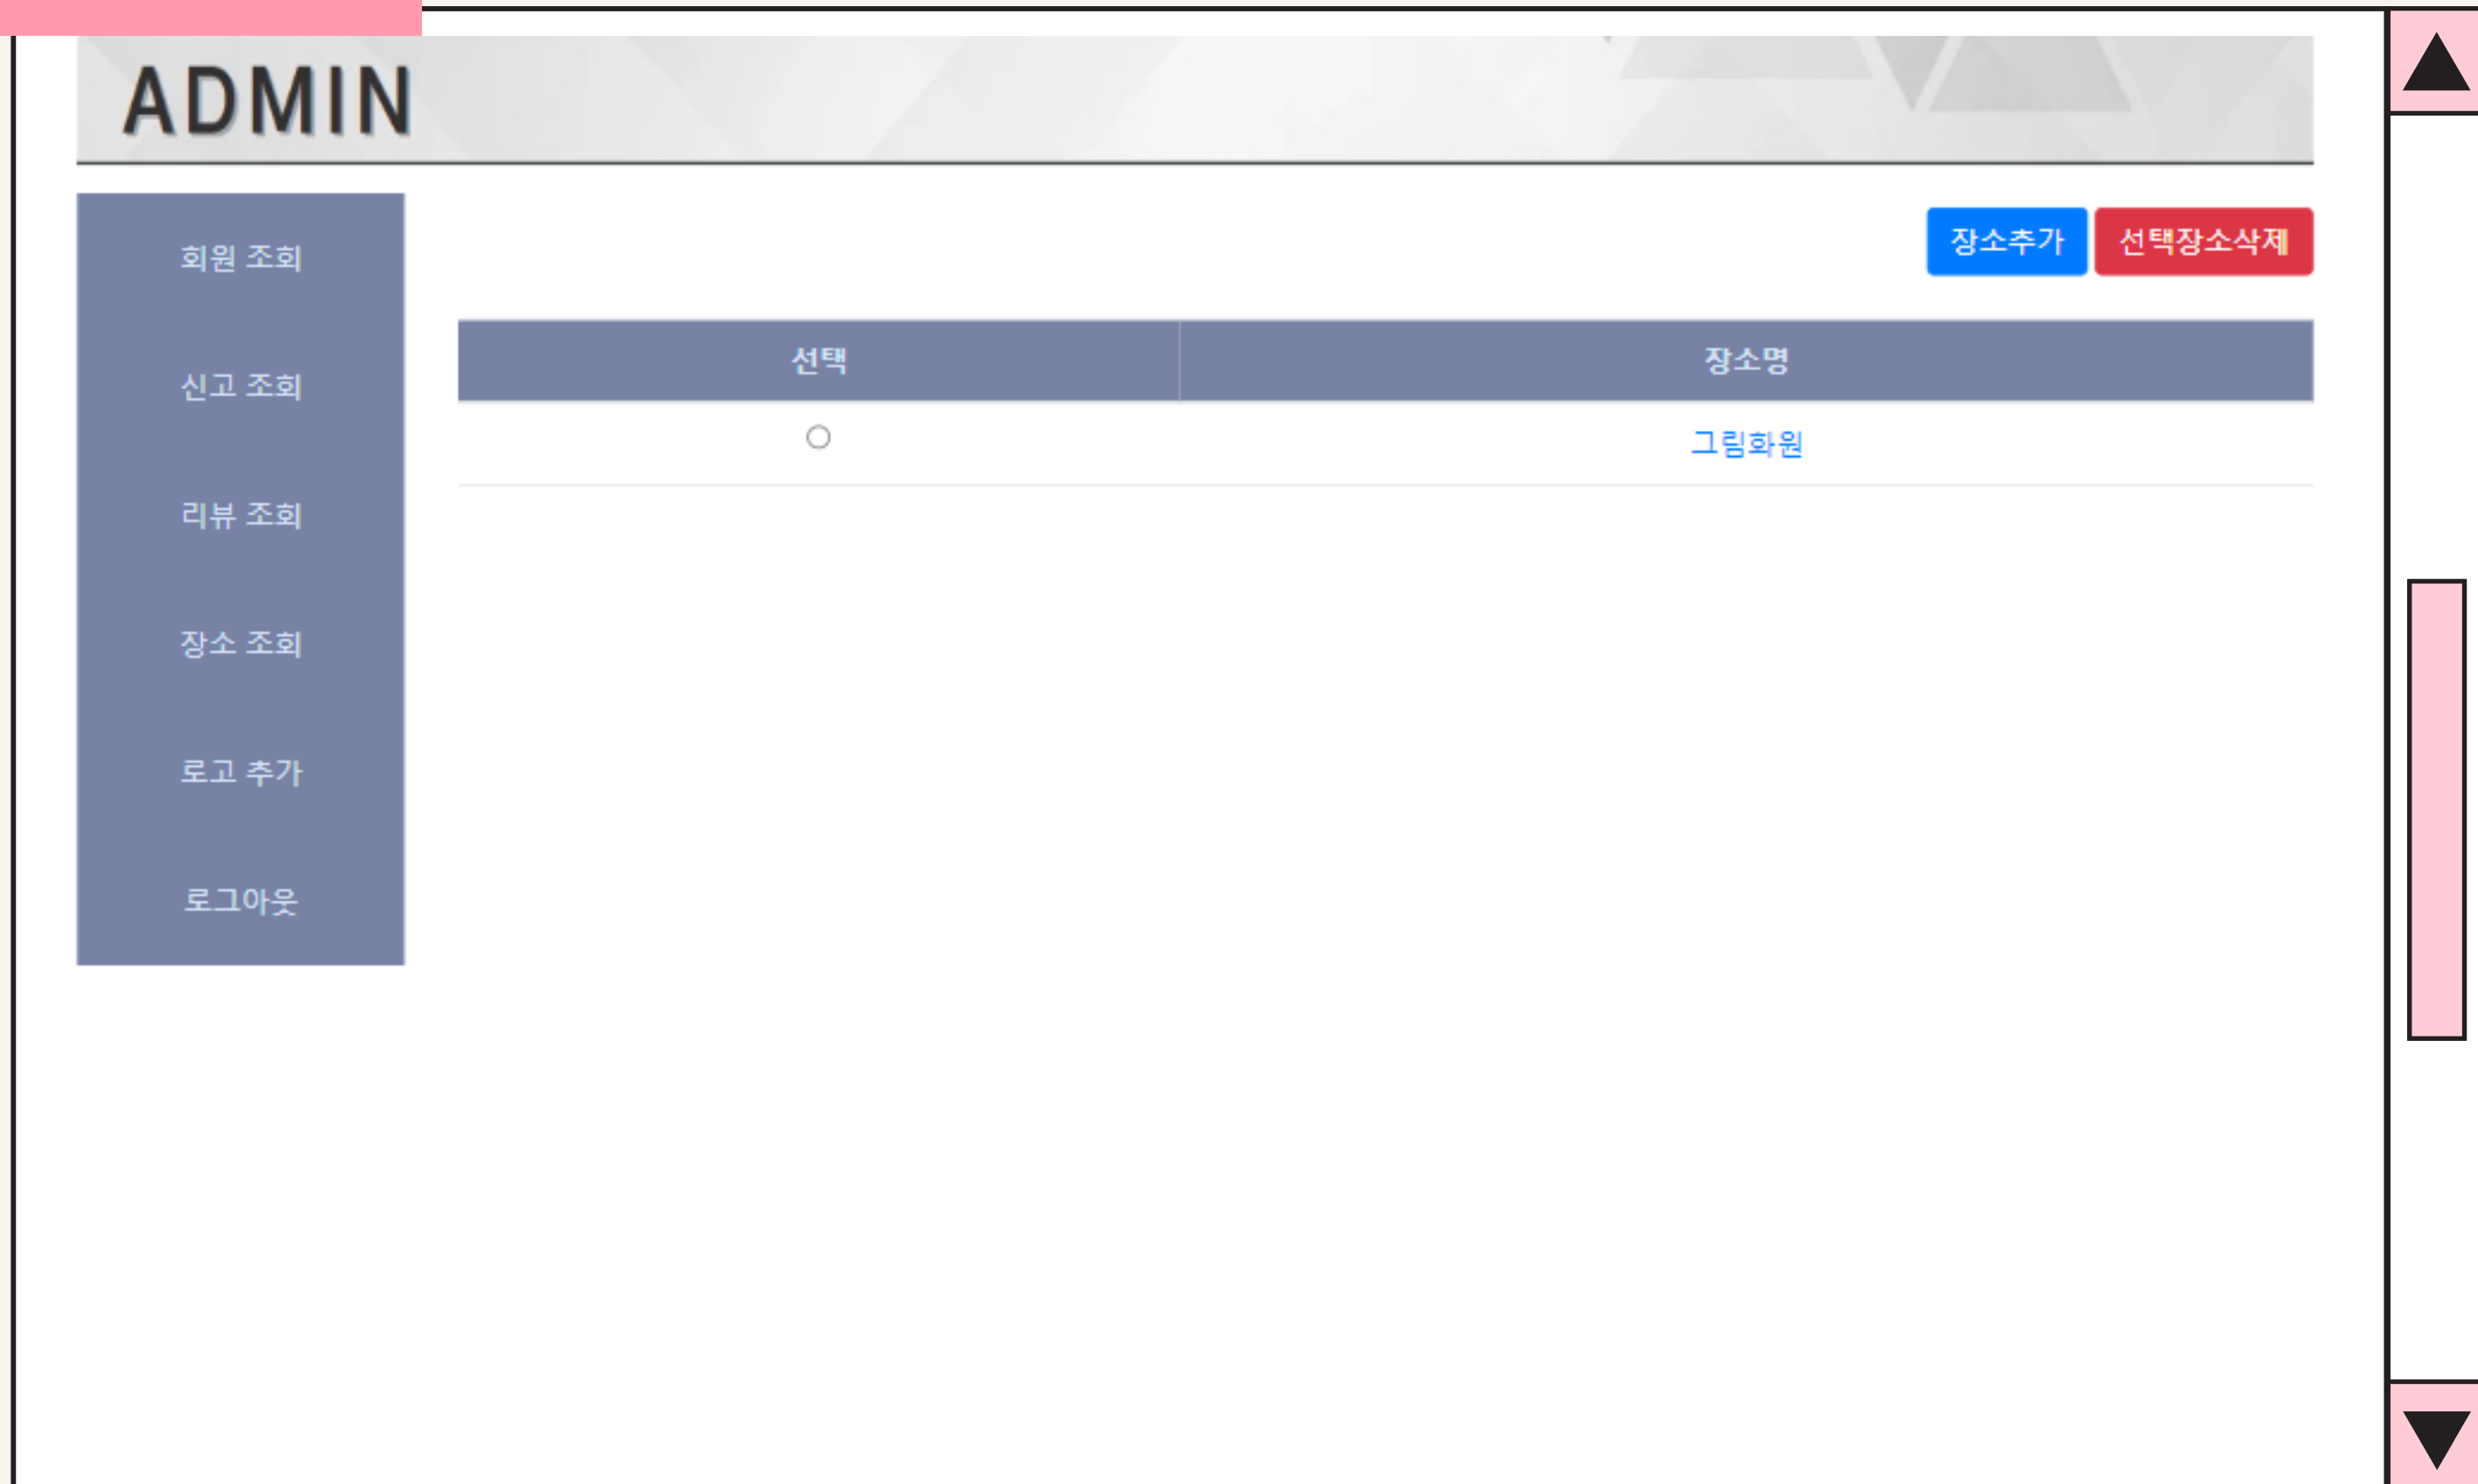 ADMIN
회원 조회
신고 조회
리뷰 조회
장소 조회
로고 추가
로그아웃
장소추가 선택장소삭제
선택 장소명
그림화원